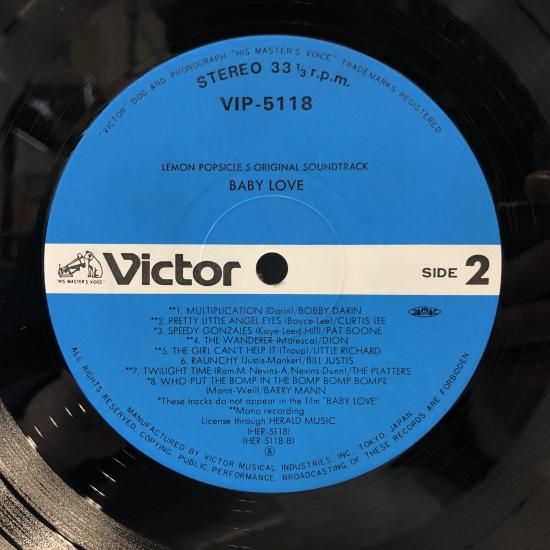 "VICTOR"-DOG AND PHONOGRAPH-"HIS MASTER'S VOICE" TRADEMARKS REGISTERED
STEREO 33 1/3 r.p.m.
VIP-5118
LEMON POPSICLE 5 ORIGINAL SOUNDTRACK
BABY LOVE
"HIS MASTER'S VOICE"
Victor
SIDE 2
**1. MULTIPLICATION (Darin)/BOBBY DARIN
**2. PRETTY LITTLE ANGEL EYES (Boyce-Lee)/CURTIS LEE
**3. SPEEDY GONZALES (Kaye-Leed,Hill)/PAT BOONE
**4. THE WANDERER (Maresca)/DION
**5. THE GIRL CAN'T HELP IT (Troup)/LITTLE RICHARD
6. RAUNCHY (Justis-Manker)/BILL JUSTIS
**7. TWILIGHT TIME (Ram-M.Nevins-A.Nevins-Dunn)/THE PLATTERS
**8. WHO PUT THE BOMP IN THE BOMP BOMP BOMP?
(Mann-Weill)/BARRY MANN
*These tracks do not appear in the film "BABY LOVE"
**Mono recording
License through HERALD MUSIC
(HER-5118)
(HER-5118-B)
ALL RIGHTS RESERVED. COPYING, PUBLIC PERFORMANCE, BROADCASTING OF THESE RECORDS ARE FORBIDDEN
MANUFACTURED BY VICTOR MUSICAL INDUSTRIES, INC., TOKYO, JAPAN